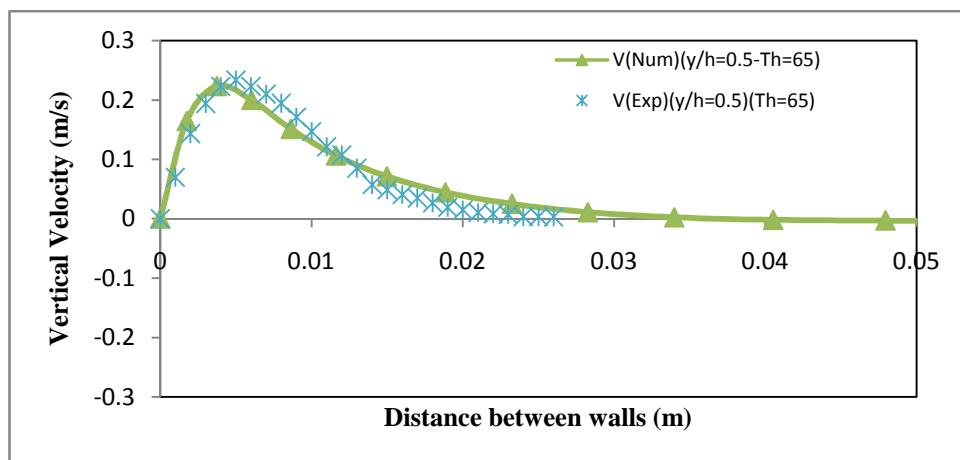 0.3
0.2
0.1
0
-0.1
-0.2
-0.3
Vertical Velocity (m/s)
V(Num)(y/h=0.5-Th=65)
V(Exp)(y/h=0.5)(Th=65)
0 0.01 0.02 0.03 0.04 0.05
Distance between walls (m)